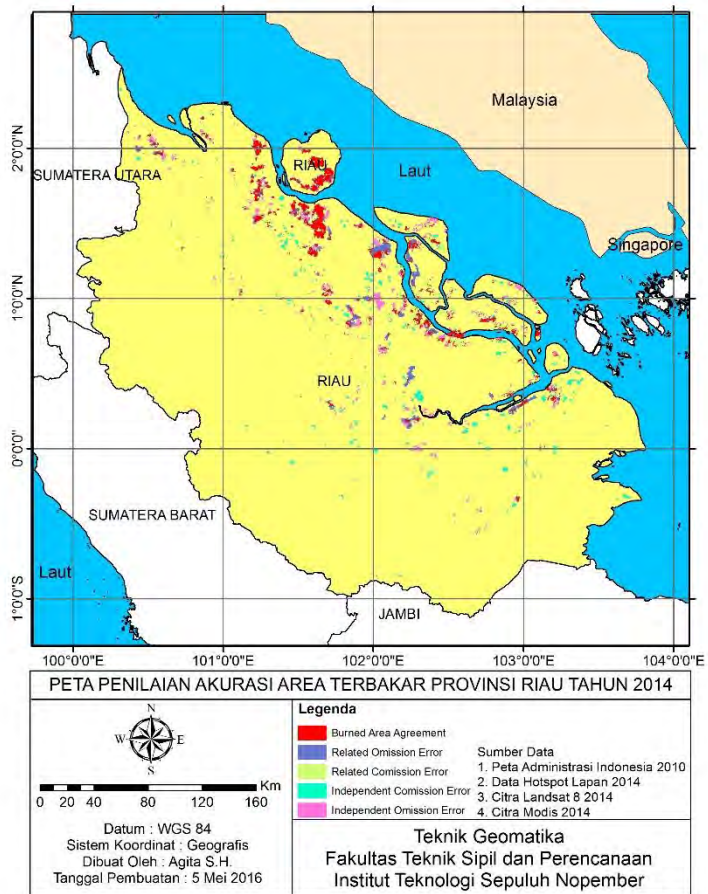 Malaysia
2°0'0"N
SUMATERA UTARA
RIAU
Laut
Singapore
1°0'0"N
RIAU
0°0'0"
SUMATERA BARAT
Laut
1°0'0"S
JAMBI
100°0'0"E 101°0'0"E 102°0'0"E 103°0'0"E 104°0'0"E
PETA PENILAIAN AKURASI AREA TERBAKAR PROVINSI RIAU TAHUN 2014
N
W E
S
Km
0 20 40 80 120 160
Datum : WGS 84
Sistem Koordinat : Geografis
Dibuat Oleh : Agita S.H.
Tanggal Pembuatan : 5 Mei 2016
Legenda
Burned Area Agreement
Related Omission Error
Related Comission Error
Independent Comission Error
Independent Omission Error
Sumber Data
1. Peta Administrasi Indonesia 2010
2. Data Hotspot Lapan 2014
3. Citra Landsat 8 2014
4. Citra Modis 2014
Teknik Geomatika
Fakultas Teknik Sipil dan Perencanaan
Institut Teknologi Sepuluh Nopember